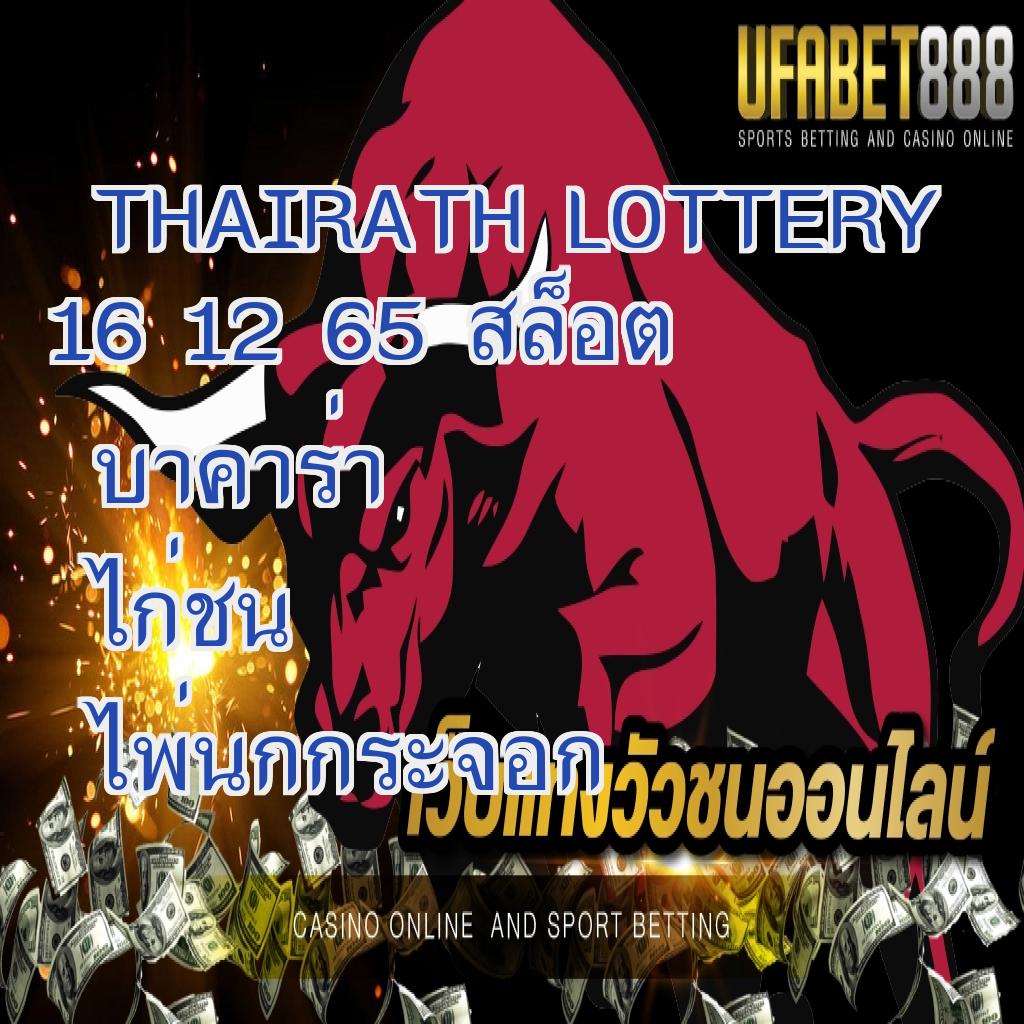 UFABET888
SPORTS BETTING AND CASINO ONLINE
THAIRATH LOTTERY
16 12 65 สล็อต
บาคาร่า
ไก่ชน
ไพ่นกกระจอก
เว็บแทงวัวชนออนไลน์
CASINO ONLINE AND SPORT BETTING